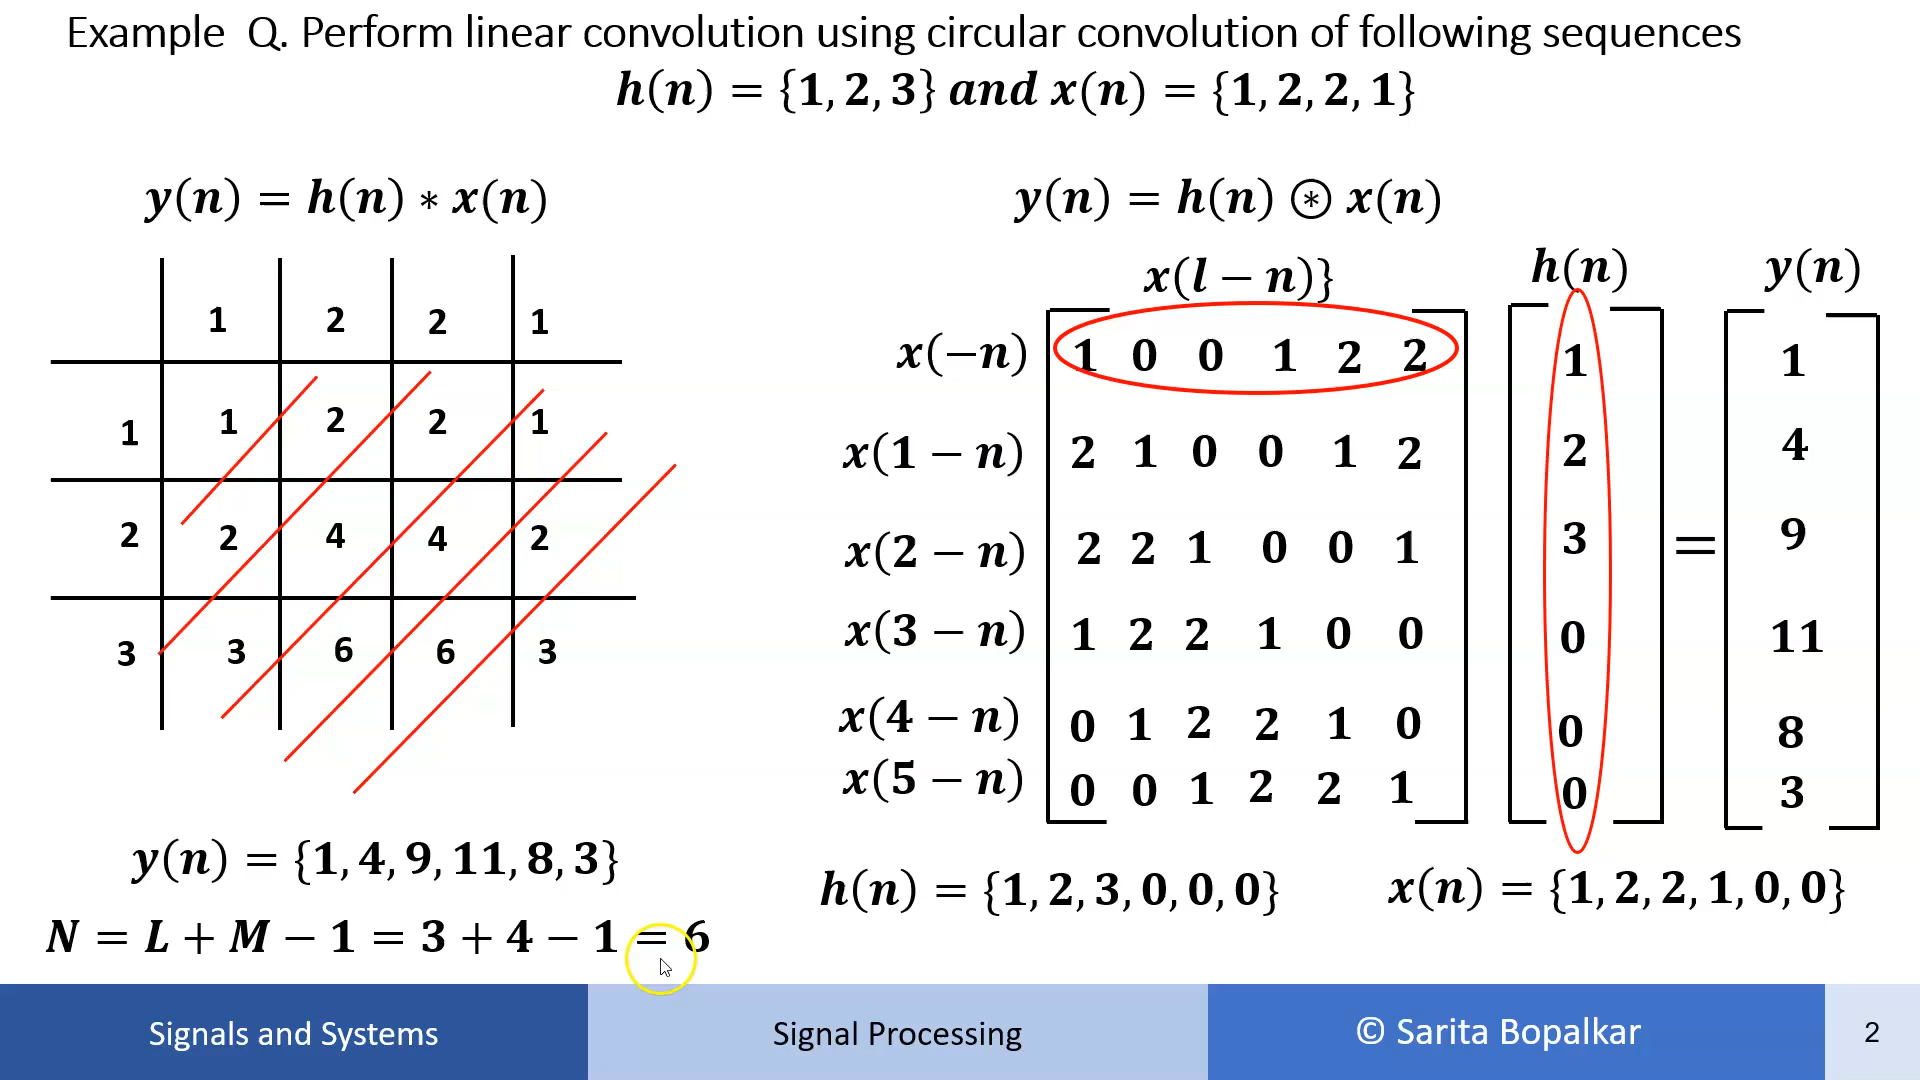 Example Q. Perform linear convolution using circular convolution of following sequences
h(n) = {1, 2, 3} and x(n) = {1, 2, 2, 1}
y(n) = h(n) ∗ x(n)
1 2 2 1
1 1 2 2 1
2 2 4 4 2
3 3 6 6 3
y(n) = {1, 4, 9, 11, 8, 3}
N = L + M − 1 = 3 + 4 − 1 = 6
y(n) = h(n) ⊛ x(n)
x(l − n)} h(n) y(n)
x(−n) 1 0 0 1 2 2 1 1
x(1 − n) 2 1 0 0 1 2 2 4
x(2 − n) 2 2 1 0 0 1 3 = 9
x(3 − n) 1 2 2 1 0 0 0 11
x(4 − n) 0 1 2 2 1 0 0 8
x(5 − n) 0 0 1 2 2 1 0 3
h(n) = {1, 2, 3, 0, 0, 0} x(n) = {1, 2, 2, 1, 0, 0}
Signals and Systems Signal Processing © Sarita Bopalkar 2